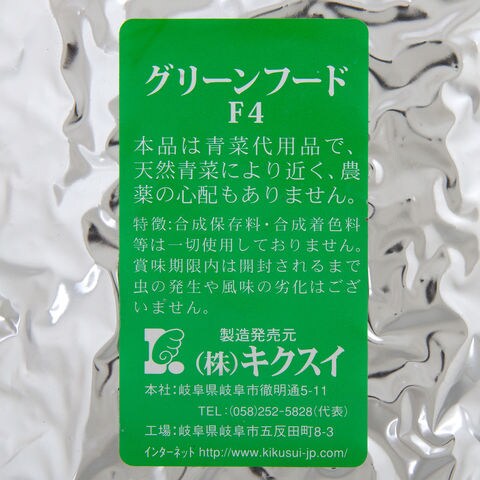 グリーンフード
F4
本品は青菜代用品で、
天然青菜により近く、農
薬の心配もありません。
特徴:合成保存料・合成着色料
等は一切使用しておりません。
賞味期限内は開封されるまで
虫の発生や風味の劣化はござ
いません。
製造発売元
(株)キクスイ
本社:岐阜県岐阜市徹明通5-11
TEL:(058)252-5828(代表)
工場:岐阜県岐阜市五反田町8-3
インターネット http://www.kikusui-jp.com/